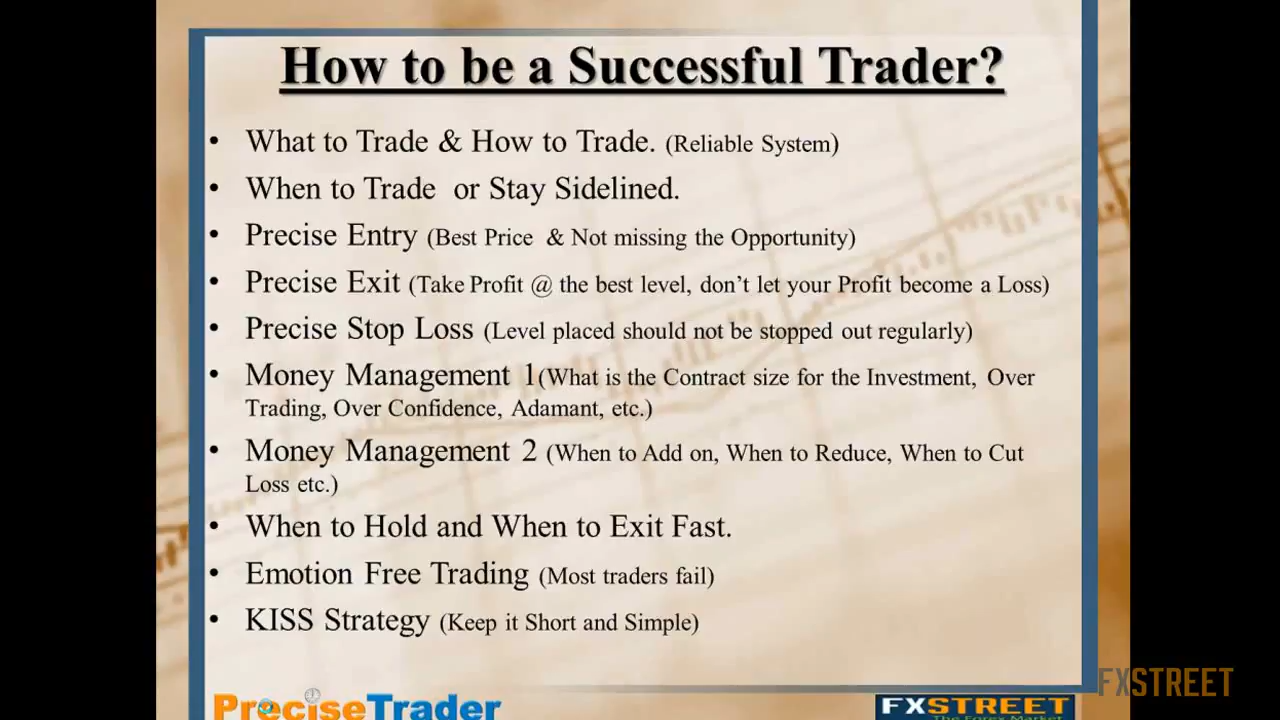 How to be a Successful Trader?
• What to Trade & How to Trade. (Reliable System)
• When to Trade or Stay Sidelined.
• Precise Entry (Best Price & Not missing the Opportunity)
• Precise Exit (Take Profit @ the best level, don't let your Profit become a Loss)
• Precise Stop Loss (Level placed should not be stopped out regularly)
• Money Management 1(What is the Contract size for the Investment, Over
Trading, Over Confidence, Adamant, etc.)
• Money Management 2 (When to Add on, When to Reduce, When to Cut
Loss etc.)
• When to Hold and When to Exit Fast.
• Emotion Free Trading (Most traders fail)
• KISS Strategy (Keep it Short and Simple)
FXSTREET
PreciseTrader
FXSTREET
The Forex Market